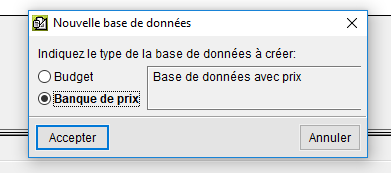 Nouvelle base de données
Indiquez le type de la base de données à créer:
Budget
Base de données avec prix
Banque de prix
Accepter
Annuler